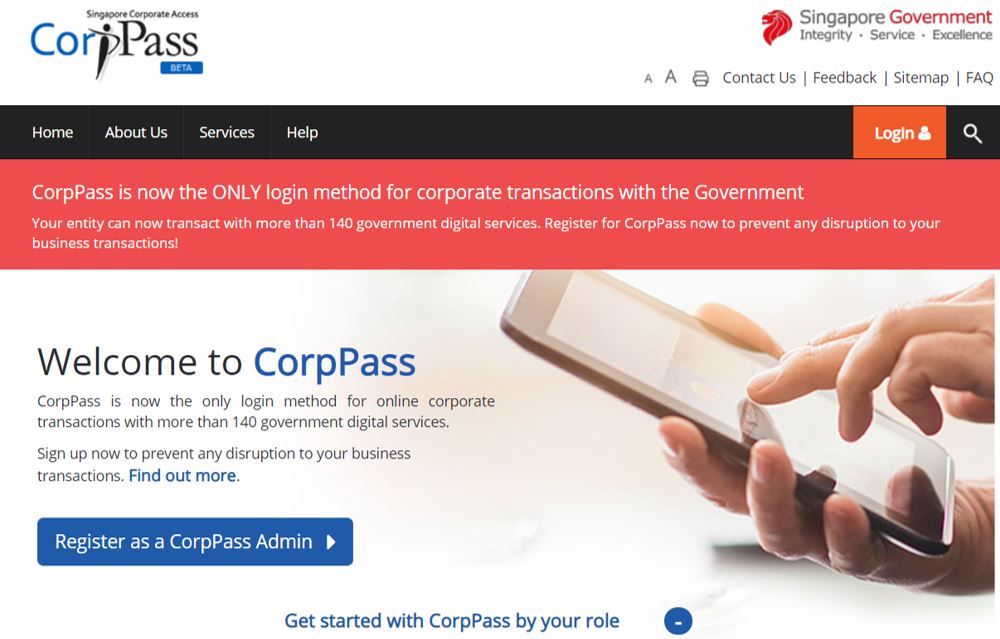 Singapore Corporate Access
CorpPass
BETA
Singapore Government
Integrity · Service · Excellence
A A Contact Us | Feedback | Sitemap | FAQ
Home About Us Services Help Login
CorpPass is now the ONLY login method for corporate transactions with the Government
Your entity can now transact with more than 140 government digital services. Register for CorpPass now to prevent any disruption to your
business transactions!
Welcome to CorpPass
CorpPass is now the only login method for online corporate
transactions with more than 140 government digital services.
Sign up now to prevent any disruption to your business
transactions. Find out more.
Register as a CorpPass Admin
Get started with CorpPass by your role -